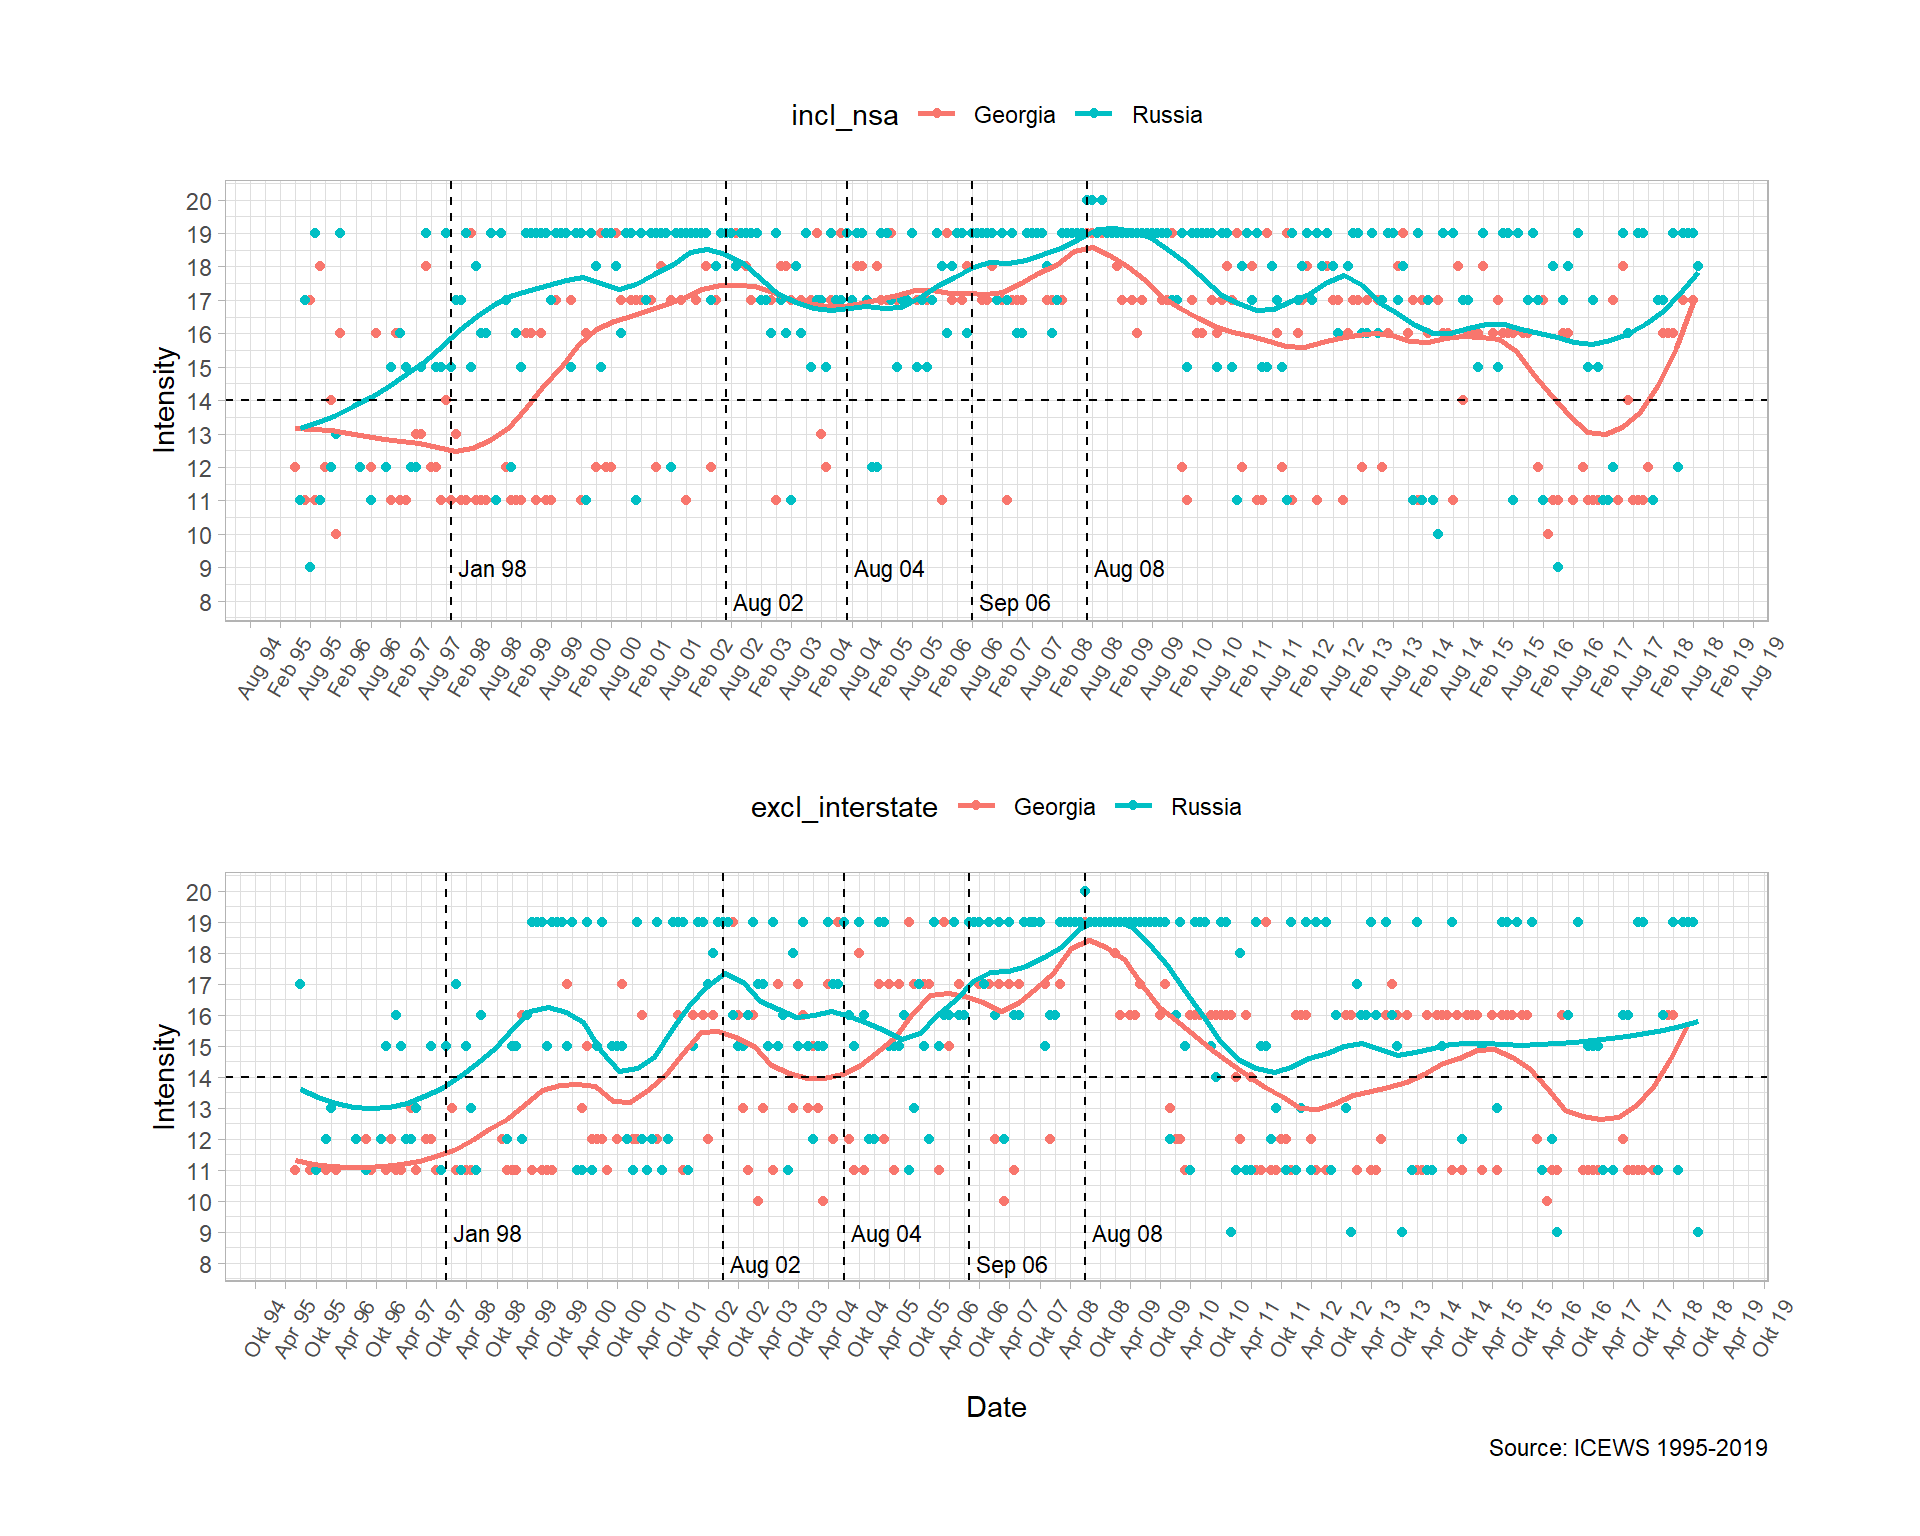 incl_nsa Georgia Russia
20
19
18
17
16
15
14
13
12
11
10
9
8
Intensity
Jan 98
Aug 02
Aug 04
Sep 06
Aug 08
Aug 94 Feb 95 Aug 95 Feb 96 Aug 96 Feb 97 Aug 97 Feb 98 Aug 98 Feb 99 Aug 99 Feb 00 Aug 00 Feb 01 Aug 01 Feb 02 Aug 02 Feb 03 Aug 03 Feb 04 Aug 04 Feb 05 Aug 05 Feb 06 Aug 06 Feb 07 Aug 07 Feb 08 Aug 08 Feb 09 Aug 09 Feb 10 Aug 10 Feb 11 Aug 11 Feb 12 Aug 12 Feb 13 Aug 13 Feb 14 Aug 14 Feb 15 Aug 15 Feb 16 Aug 16 Feb 17 Aug 17 Feb 18 Aug 18 Feb 19 Aug 19
excl_interstate Georgia Russia
20
19
18
17
16
15
14
13
12
11
10
9
8
Intensity
Jan 98
Aug 02
Aug 04
Sep 06
Aug 08
Okt 94 Apr 95 Okt 95 Apr 96 Okt 96 Apr 97 Okt 97 Apr 98 Okt 98 Apr 99 Okt 99 Apr 00 Okt 00 Apr 01 Okt 01 Apr 02 Okt 02 Apr 03 Okt 03 Apr 04 Okt 04 Apr 05 Okt 05 Apr 06 Okt 06 Apr 07 Okt 07 Apr 08 Okt 08 Apr 09 Okt 09 Apr 10 Okt 10 Apr 11 Okt 11 Apr 12 Okt 12 Apr 13 Okt 13 Apr 14 Okt 14 Apr 15 Okt 15 Apr 16 Okt 16 Apr 17 Okt 17 Apr 18 Okt 18 Apr 19 Okt 19
Date
Source: ICEWS 1995-2019